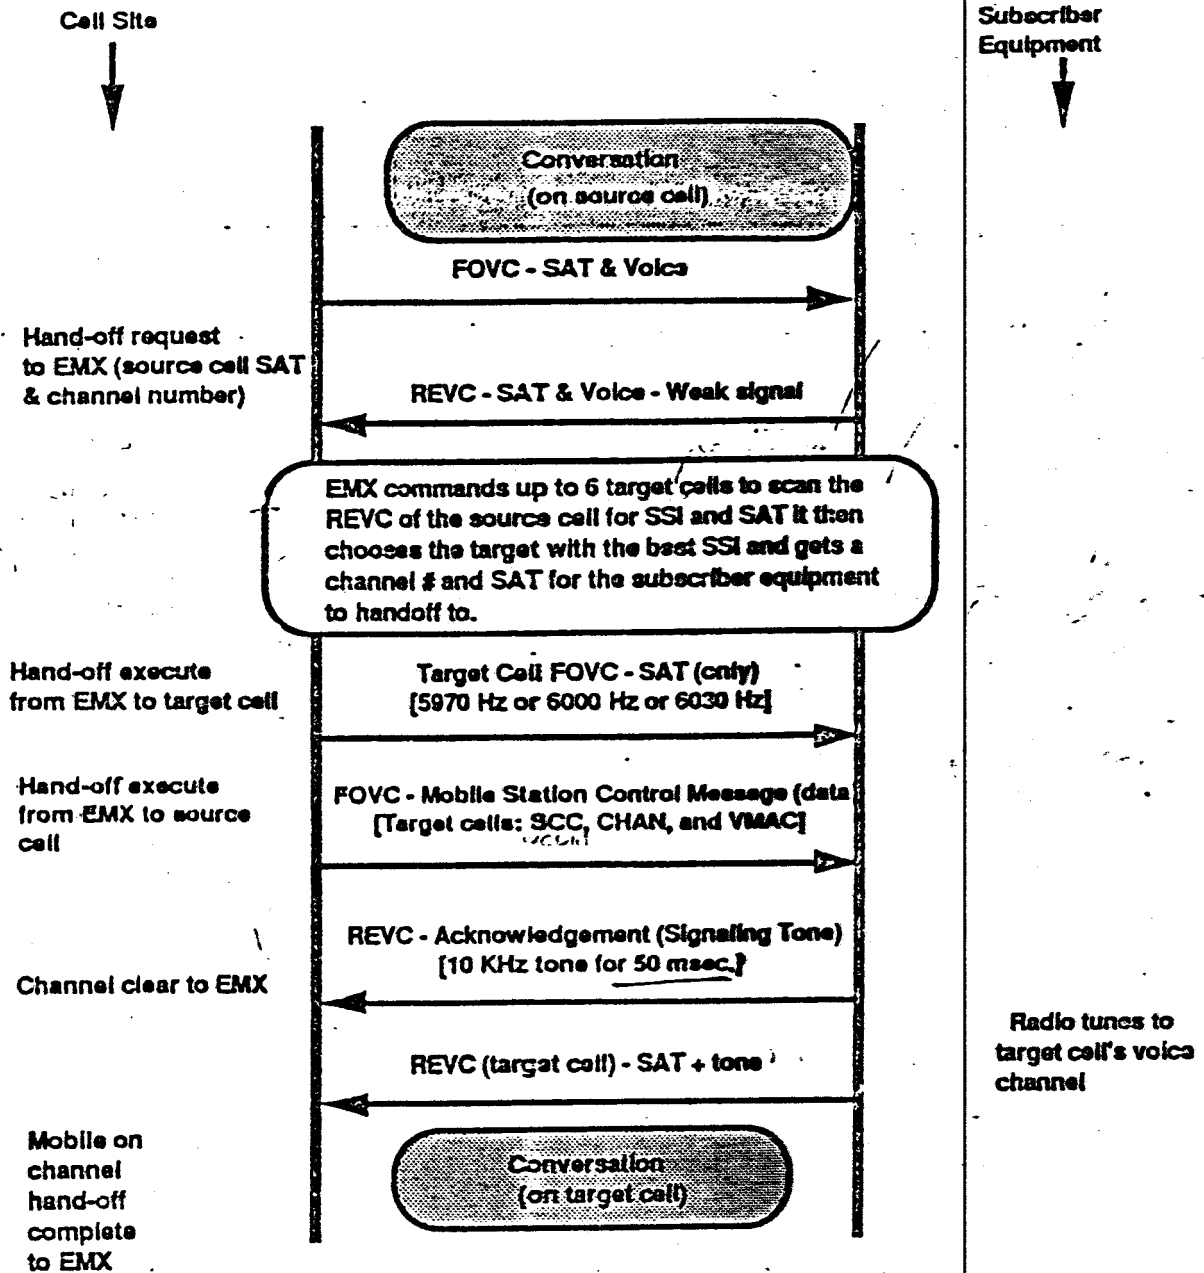 Cell Site
Subscriber
Equipment
Conversation
(on source cell)
FOVC - SAT & Voice
Hand-off request
to EMX (source cell SAT
& channel number)
REVC - SAT & Voice - Weak signal
EMX commands up to 6 target cells to scan the
REVC of the source cell for SSI and SAT it then
chooses the target with the best SSI and gets a
channel # and SAT for the subscriber equipment
to handoff to.
Hand-off execute
from EMX to target cell
Target Cell FOVC - SAT (only)
[5970 Hz or 6000 Hz or 6030 Hz]
Hand-off execute
from EMX to source
cell
FOVC - Mobile Station Control Message (data
[Target cells: SCC, CHAN, and VMAC]
REVC - Acknowledgement (Signaling Tone)
[10 KHz tone for 50 msec.]
Channel clear to EMX
Radio tunes to
target cell's voice
channel
REVC (target cell) - SAT + tone
Mobile on
channel
hand-off
complete
to EMX
Conversation
(on target cell)